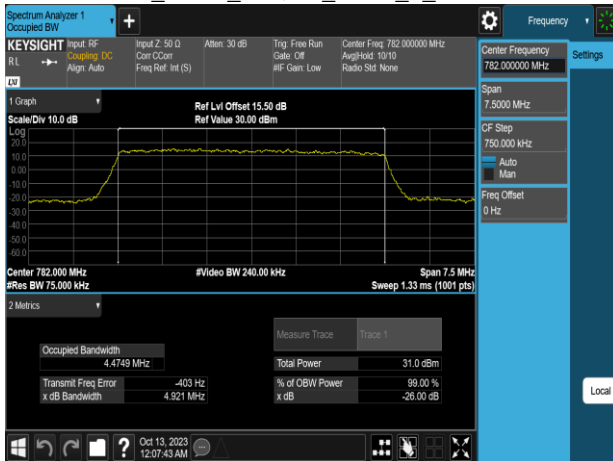 Spectrum Analyzer 1
Occupied BW
Frequency
KEYSIGHT
R L
Align: Auto
LXI
Input: RF
Coupling: DC
Input Z: 50 Ω
Corr CCorr
Freq Ref: Int (S)
Atten: 30 dB
Trig: Free Run
Gate: Off
#IF Gain: Low
Center Freq: 782.000000 MHz
Avg|Hold: 10/10
Radio Std: None
Center Frequency
782.000000 MHz
Settings
Span
7.5000 MHz
CF Step
750.000 kHz
Auto
Man
Freq Offset
0 Hz
Local
1 Graph
Scale/Div 10.0 dB
Ref Lvl Offset 15.50 dB
Ref Value 30.00 dBm
Log
20.0
10.0
0.00
-10.0
-20.0
-30.0
-40.0
-50.0
-60.0
Center 782.000 MHz
#Res BW 75.000 kHz
#Video BW 240.00 kHz
Span 7.5 MHz
Sweep 1.33 ms (1001 pts)
2 Metrics
Measure Trace
Trace 1
Occupied Bandwidth
4.4749 MHz
Total Power
31.0 dBm
Transmit Freq Error
-403 Hz
% of OBW Power
99.00 %
x dB Bandwidth
4.921 MHz
x dB
-26.00 dB
?
Oct 13, 2023
12:07:43 AM